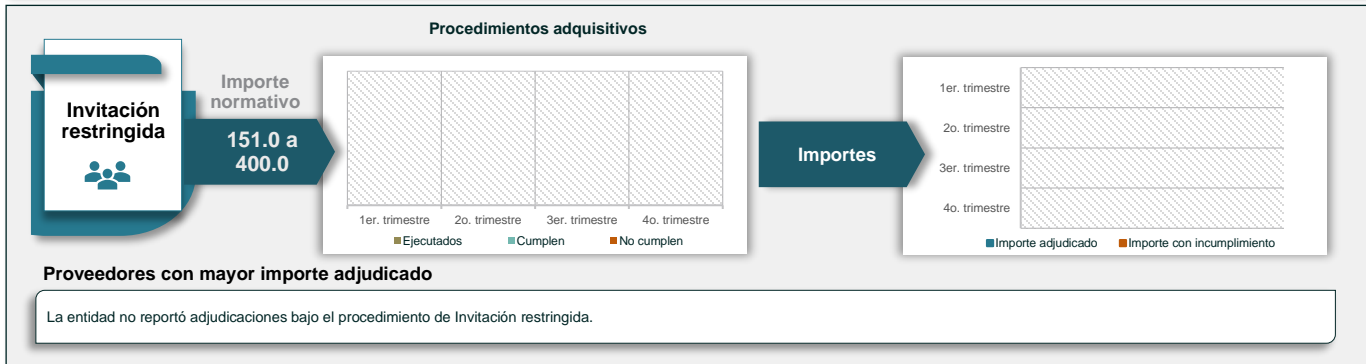 Procedimientos adquisitivos
Invitación
restringida
Importe
normativo
151.0 a
400.0
1er. trimestre
2o. trimestre
3er. trimestre
4o. trimestre
Ejecutados
Cumplen
No cumplen
Importes
1er. trimestre
2o. trimestre
3er. trimestre
4o. trimestre
Importe adjudicado
Importe con incumplimiento
Proveedores con mayor importe adjudicado
La entidad no reportó adjudicaciones bajo el procedimiento de Invitación restringida.